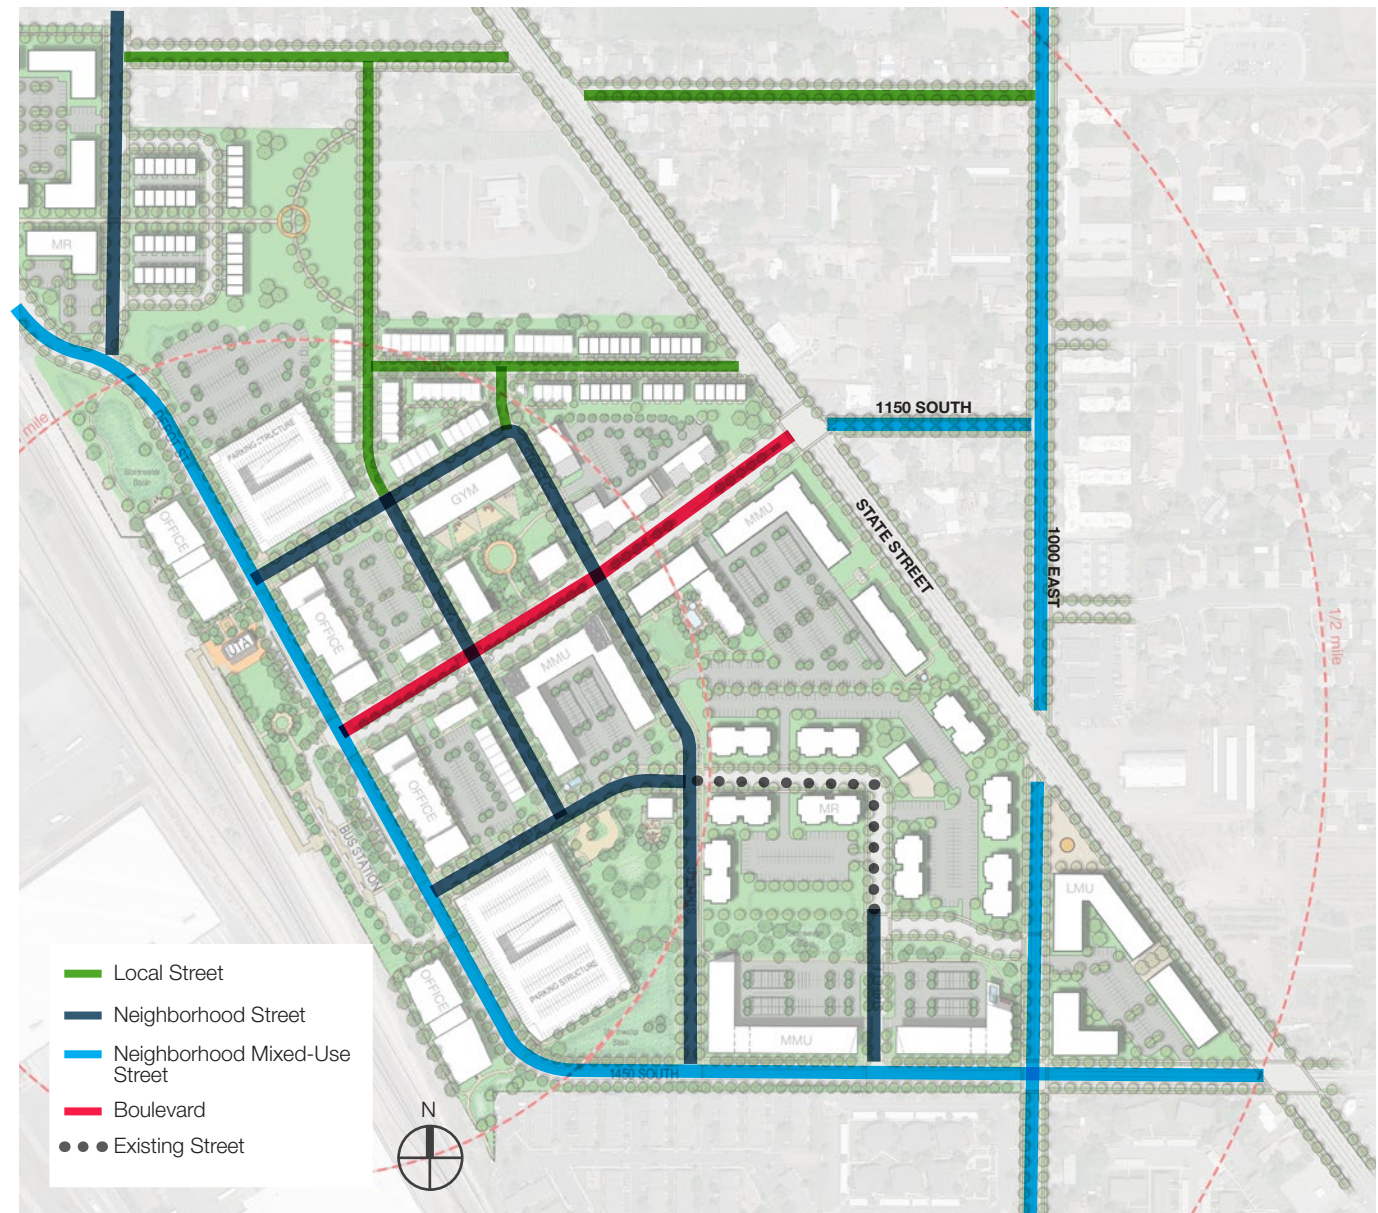 MR
1150 SOUTH
mile
DEPOT ST
PARKING STRUCTURE
GYM
MMU
STATE STREET
OFFICE
1000 EAST
OFFICE
UTA
MMU
1/2 mile
OFFICE
MR
BUS STATION
LMU
OFFICE
PARKING STRUCTURE
MMU
1450 SOUTH
Local Street
Neighborhood Street
Neighborhood Mixed-Use
Street
Boulevard
Existing Street
N